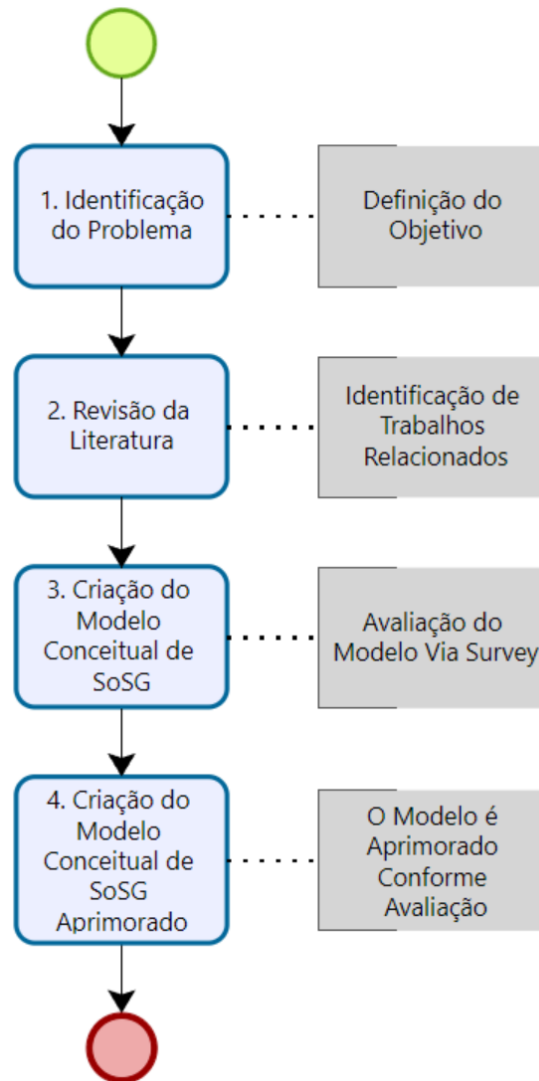 1. Identificação
do Problema
Definição do
Objetivo
2. Revisão da
Literatura
Identificação de
Trabalhos
Relacionados
3. Criação do
Modelo
Conceitual de
SoSG
Avaliação do
Modelo Via Survey
4. Criação do
Modelo
Conceitual de
SoSG
Aprimorado
O Modelo é
Aprimorado
Conforme
Avaliação